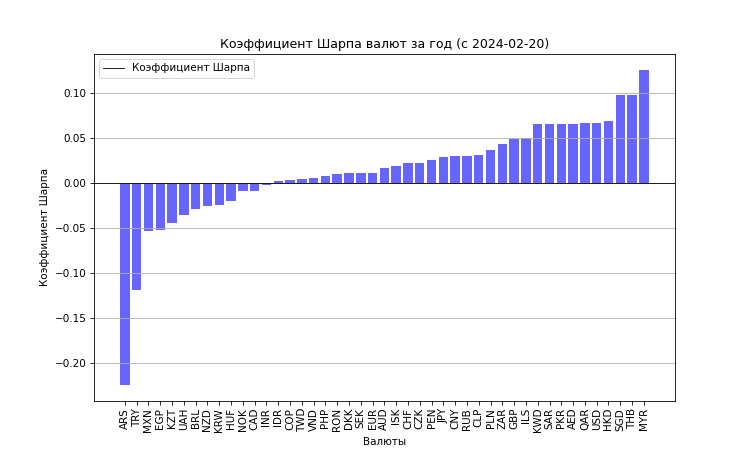 Коэффициент Шарпа валют за год (с 2024-02-20)
Коэффициент Шарпа
0.10
0.05
0.00
−0.05
−0.10
−0.15
−0.20
Коэффициент Шарпа
ARS TRY MXN EGP KZT UAH BRL NZD KRW HUF NOK CAD INR IDR COP TWD VND PHP RON DKK SEK EUR AUD ISK CHF CZK PEN JPY CNY RUB CLP PLN ZAR GBP ILS KWD SAR PKR AED QAR USD HKD SGD THB MYR
Валюты